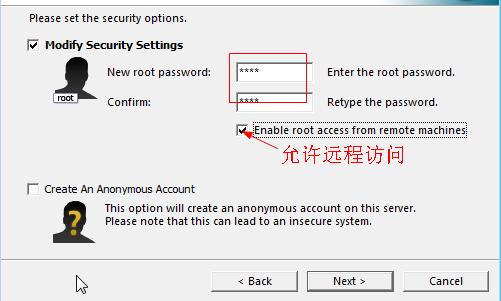 Please set the security options.
Modify Security Settings
New root password: **** Enter the root password.
root
Confirm: **** Retype the password.
Enable root access from remote machines
允许远程访问
Create An Anonymous Account
This option will create an anonymous account on this server.
Please note that this can lead to an insecure system.
< Back Next > Cancel